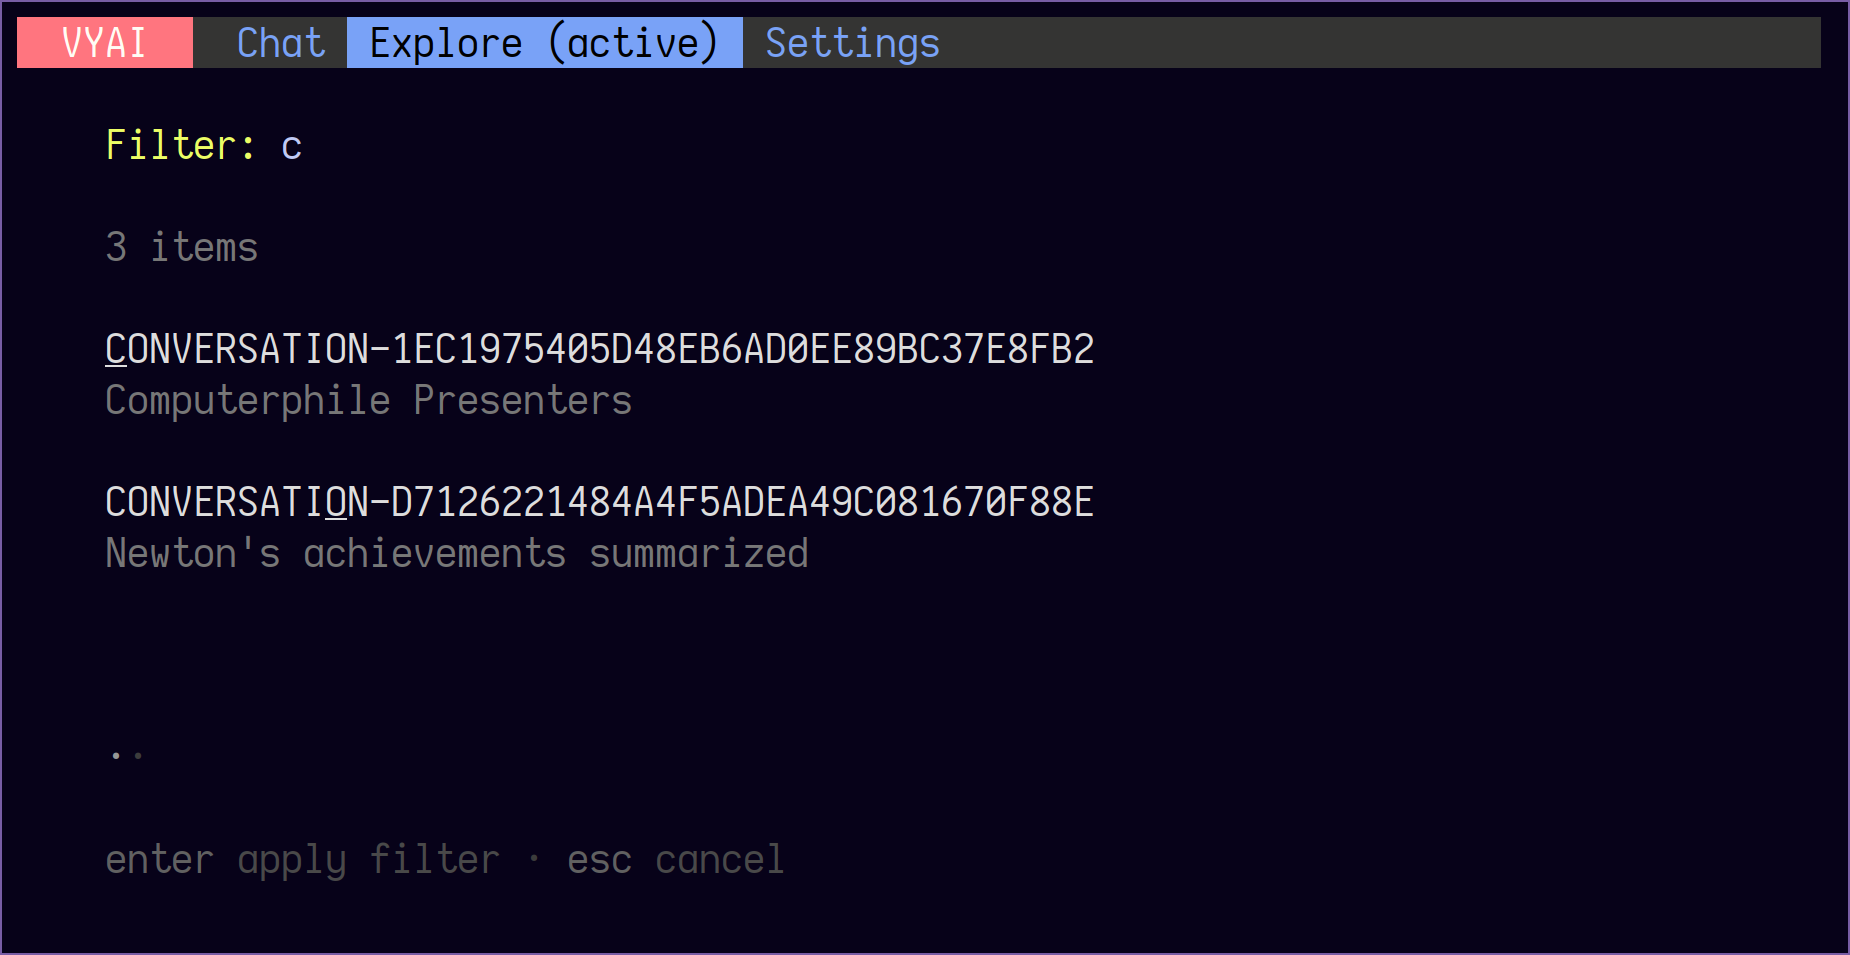 VYAI Chat Explore (active) Settings
Filter: c
3 items
CONVERSATION-1EC1975405D48EB6AD0EE89BC37E8FB2
Computerphile Presenters
CONVERSATION-D7126221484A4F5ADEA49C081670F88E
Newton's achievements summarized
••
enter apply filter • esc cancel